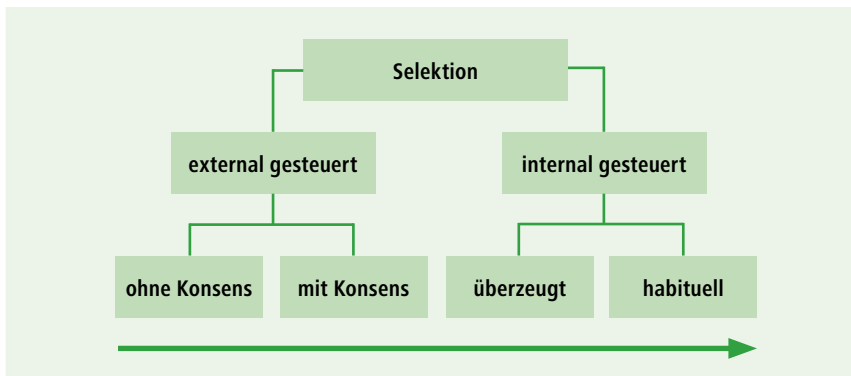 Selektion
external gesteuert
internal gesteuert
ohne Konsens
mit Konsens
überzeugt
habituell